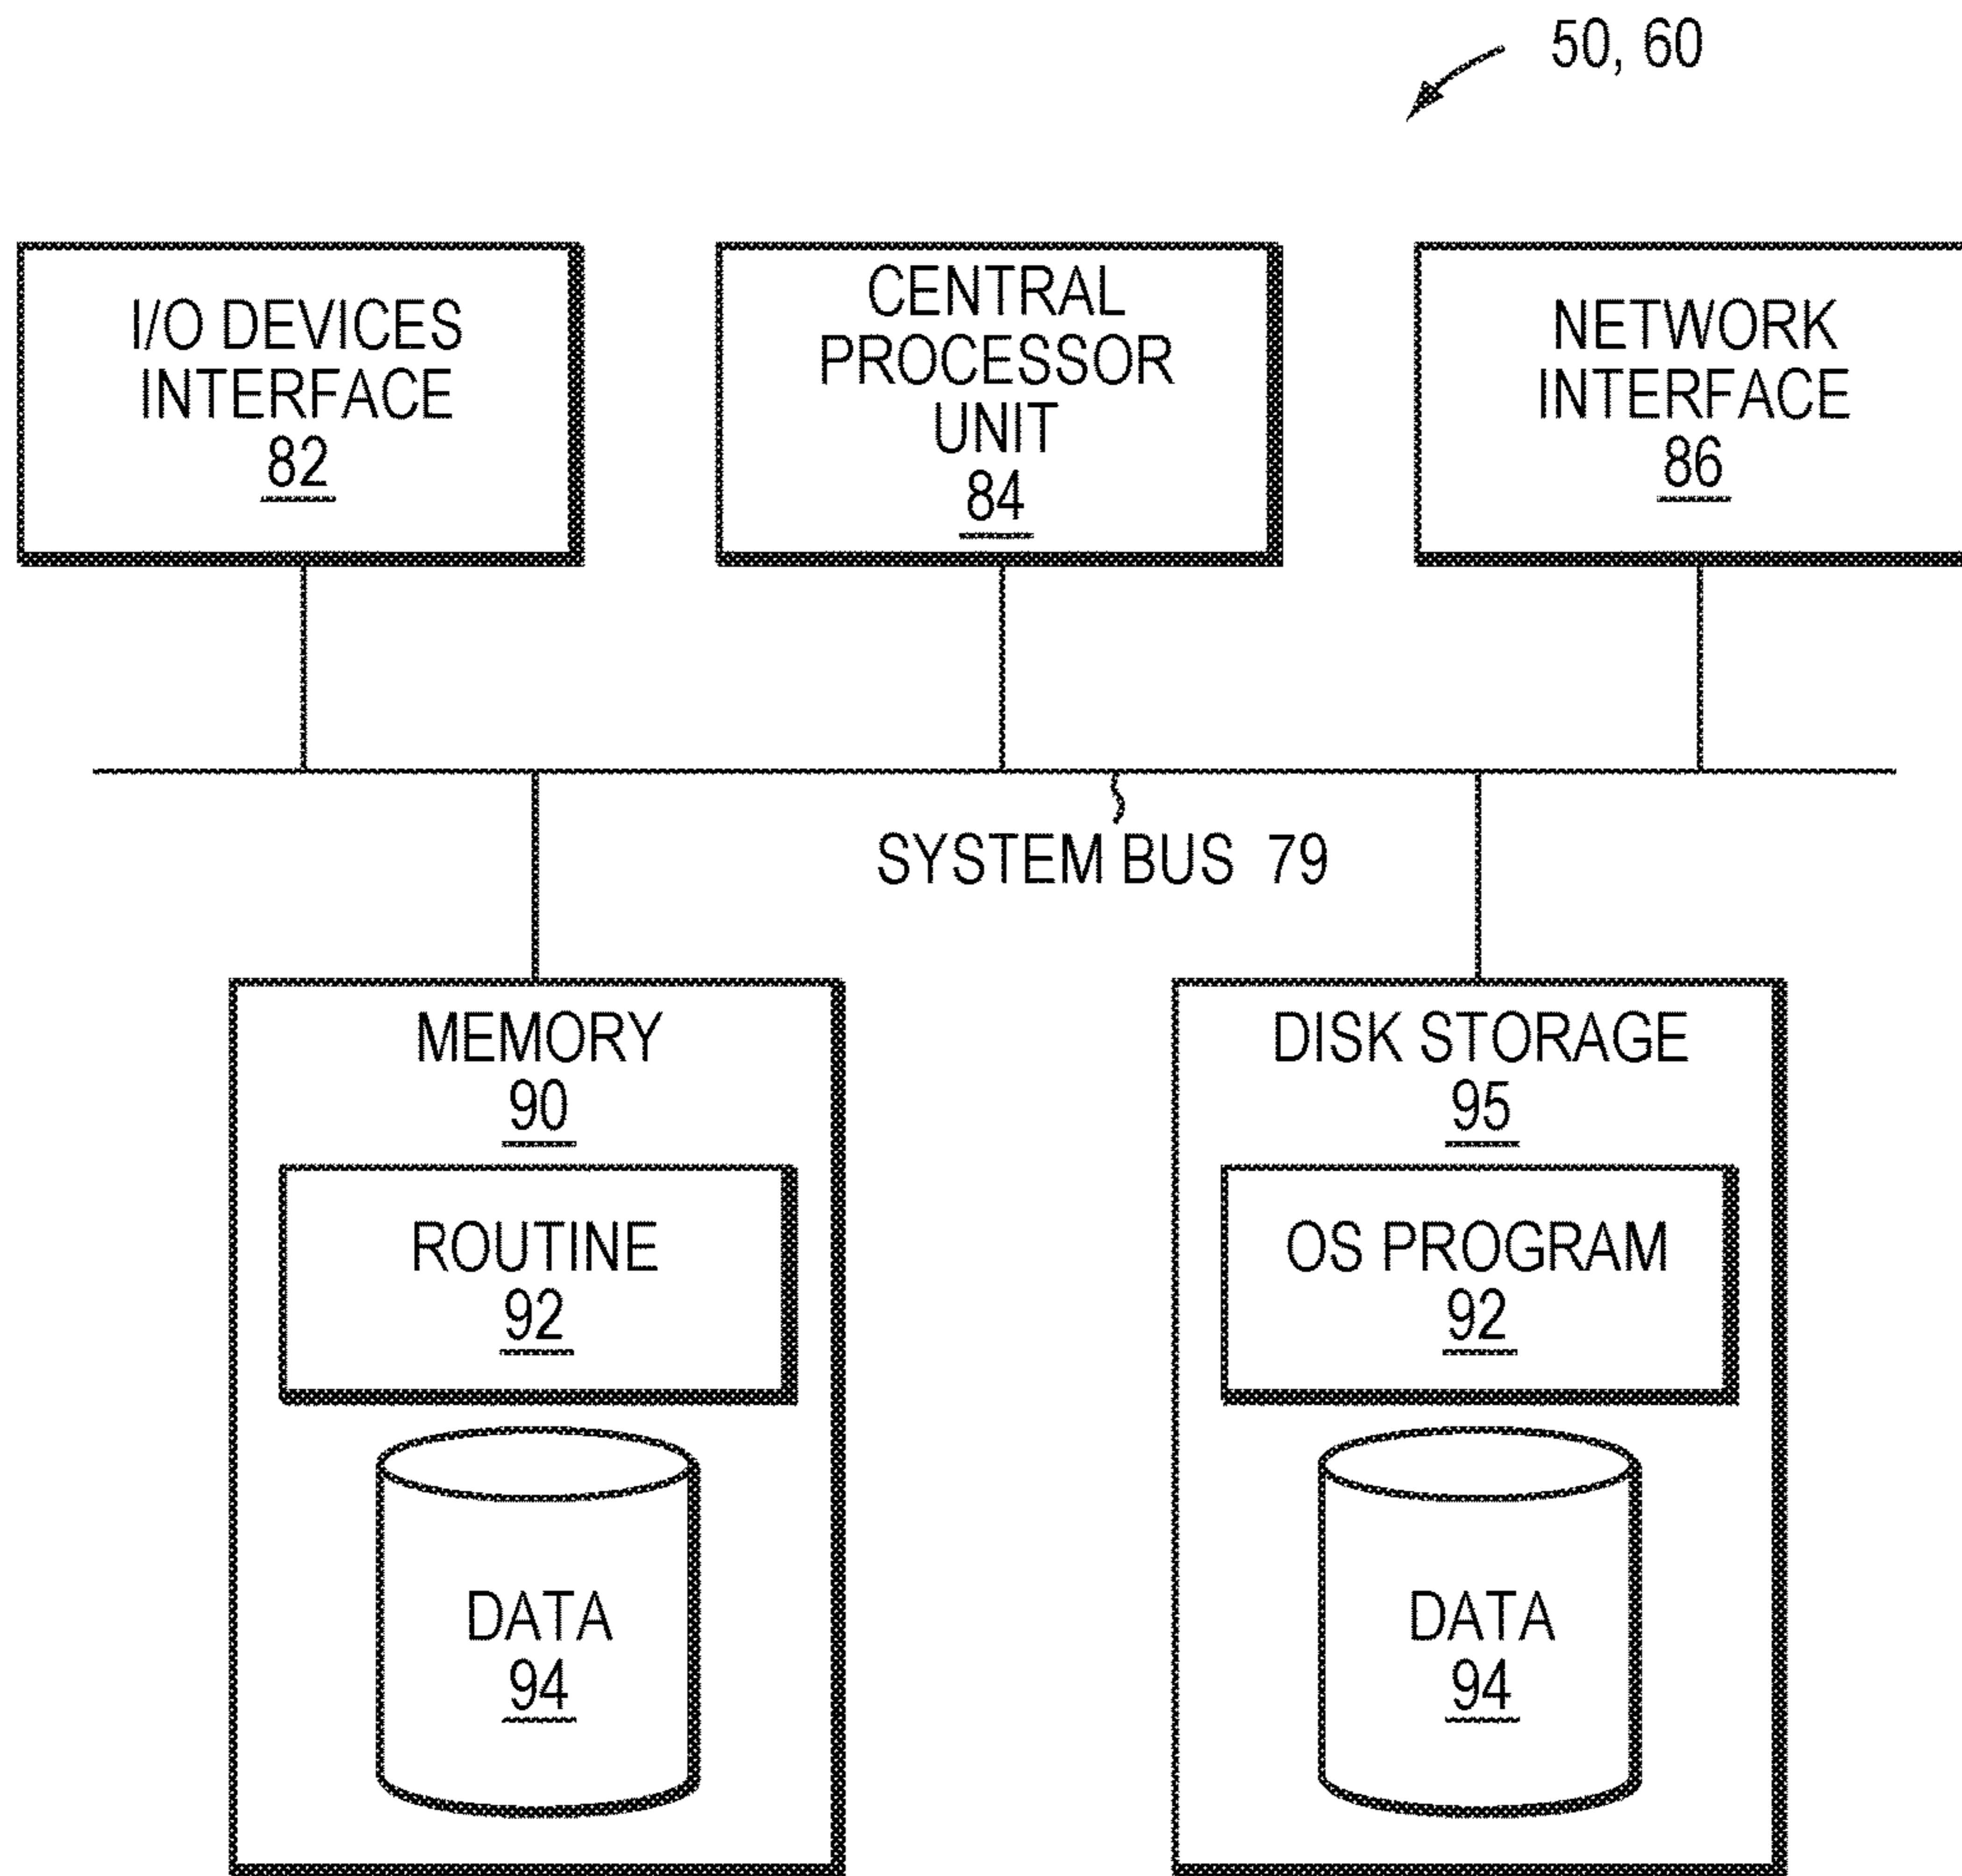 50, 60
I/O DEVICES
INTERFACE
82
CENTRAL
PROCESSOR
UNIT
84
NETWORK
INTERFACE
86
SYSTEM BUS 79
MEMORY
90
ROUTINE
92
DATA
94
DISK STORAGE
95
OS PROGRAM
92
DATA
94